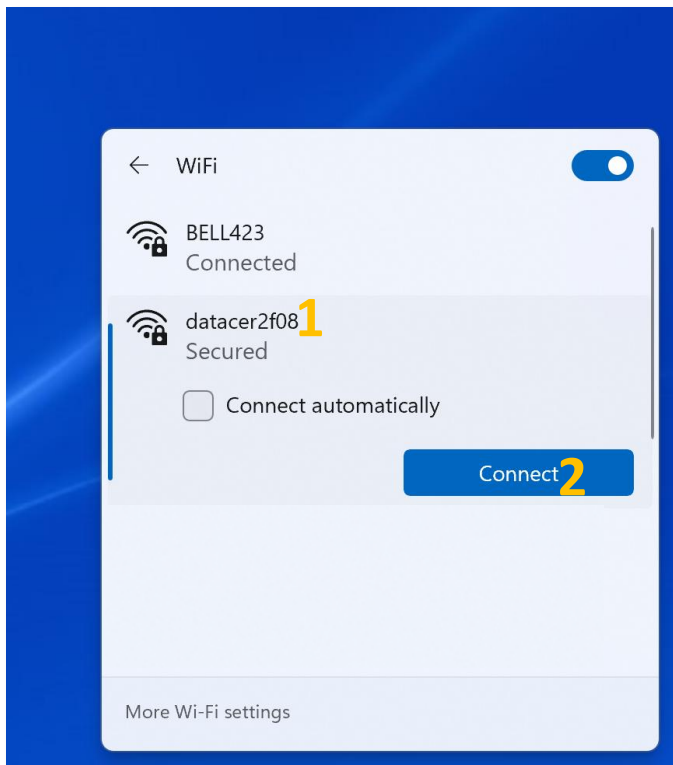 WiFi
BELL423
Connected
datacer2f08 1
Secured
Connect automatically
Connect 2
More Wi-Fi settings